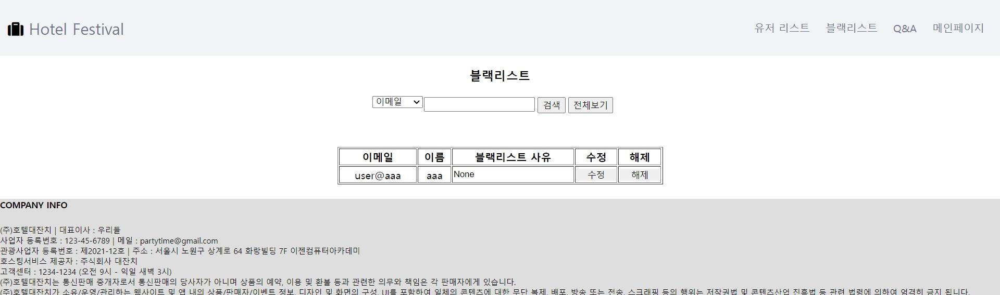 Hotel Festival 유저 리스트 블랙리스트 Q&A 메인페이지
블랙리스트
이메일 검색 전체보기
이메일 이름 블랙리스트 사유 수정 해제
user@aaa aaa None 수정 해제
COMPANY INFO
(주)호텔대잔치 | 대표이사 : 우리들
사업자 등록번호 : 123-45-6789 | 메일 : partytime@gmail.com
관광사업자 등록번호 : 제2021-12호 | 주소 : 서울시 노원구 상계로 64 화랑빌딩 7F 이젠컴퓨터아카데미
호스팅서비스 제공자 : 주식회사 대잔치
고객센터 : 1234-1234 (오전 9시 - 익일 새벽 3시)
(주)호텔대잔치는 통신판매 중개자로서 통신판매의 당사자가 아니며 상품의 예약, 이용 및 환불 등과 관련한 의무와 책임은 각 판매자에게 있습니다.
(주)호텔대잔치가 소유/운영/관리하는 웹사이트 및 앱 내의 상품/판매자/이벤트 정보, 디자인 및 화면의 구성, UI를 포함하여 일체의 콘텐츠에 대한 무단 복제, 배포, 방송 또는 전송, 스크래핑 등의 행위는 저작권법 및 콘텐츠산업 진흥법 등 관련 법령에 의하여 엄격히 금지 됩니다.